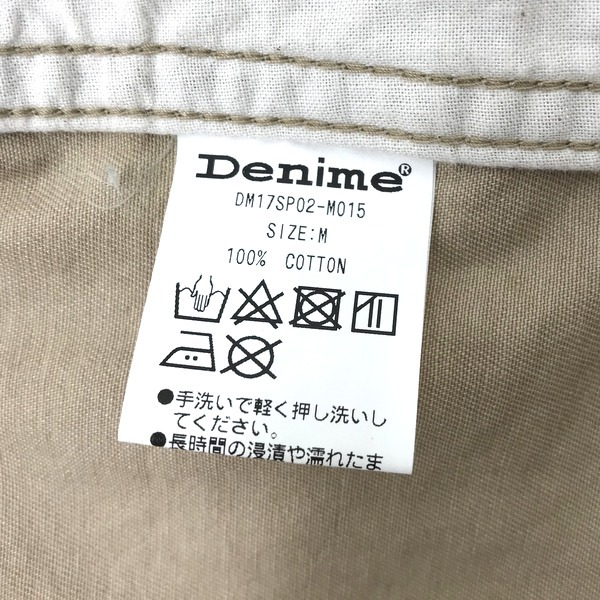 Denime®
DM17SP02-M015
SIZE:M
100% COTTON
●手洗いで軽く押し洗いし
てください。
●長時間の浸漬や濡れたま